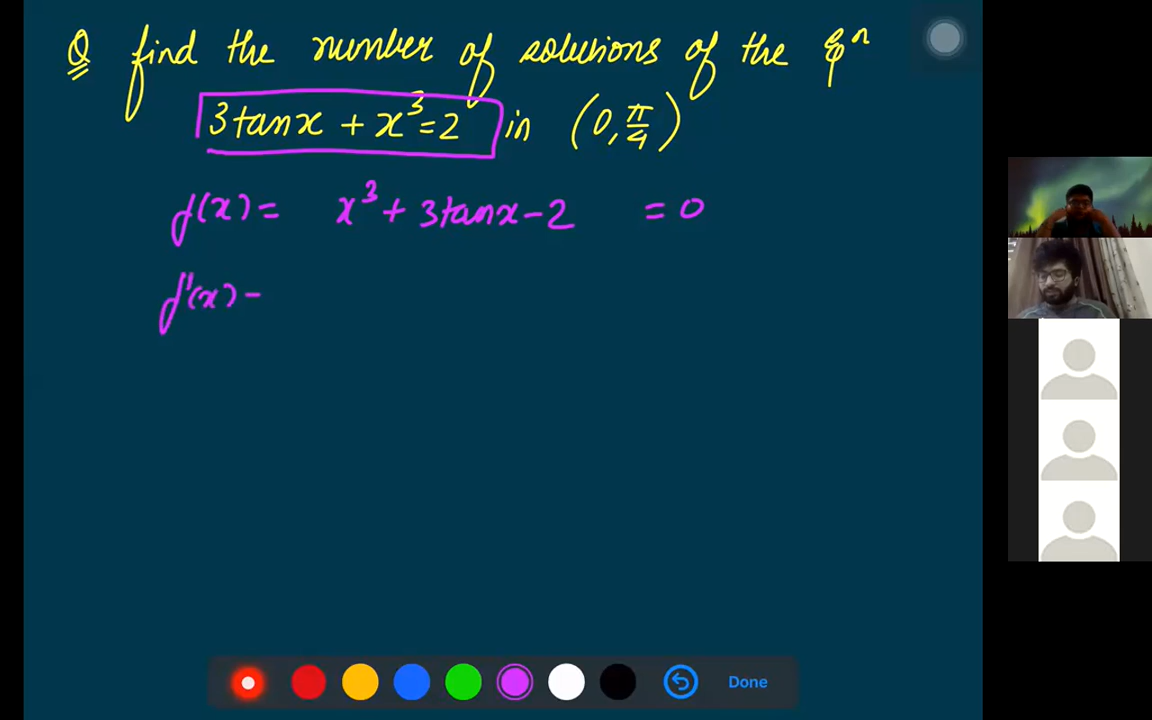 Q find the number of solutions of the Eqⁿ
3tanx + x³ = 2 in (0, π/4)
f(x) = x³ + 3tanx - 2 = 0
f'(x) -
Done